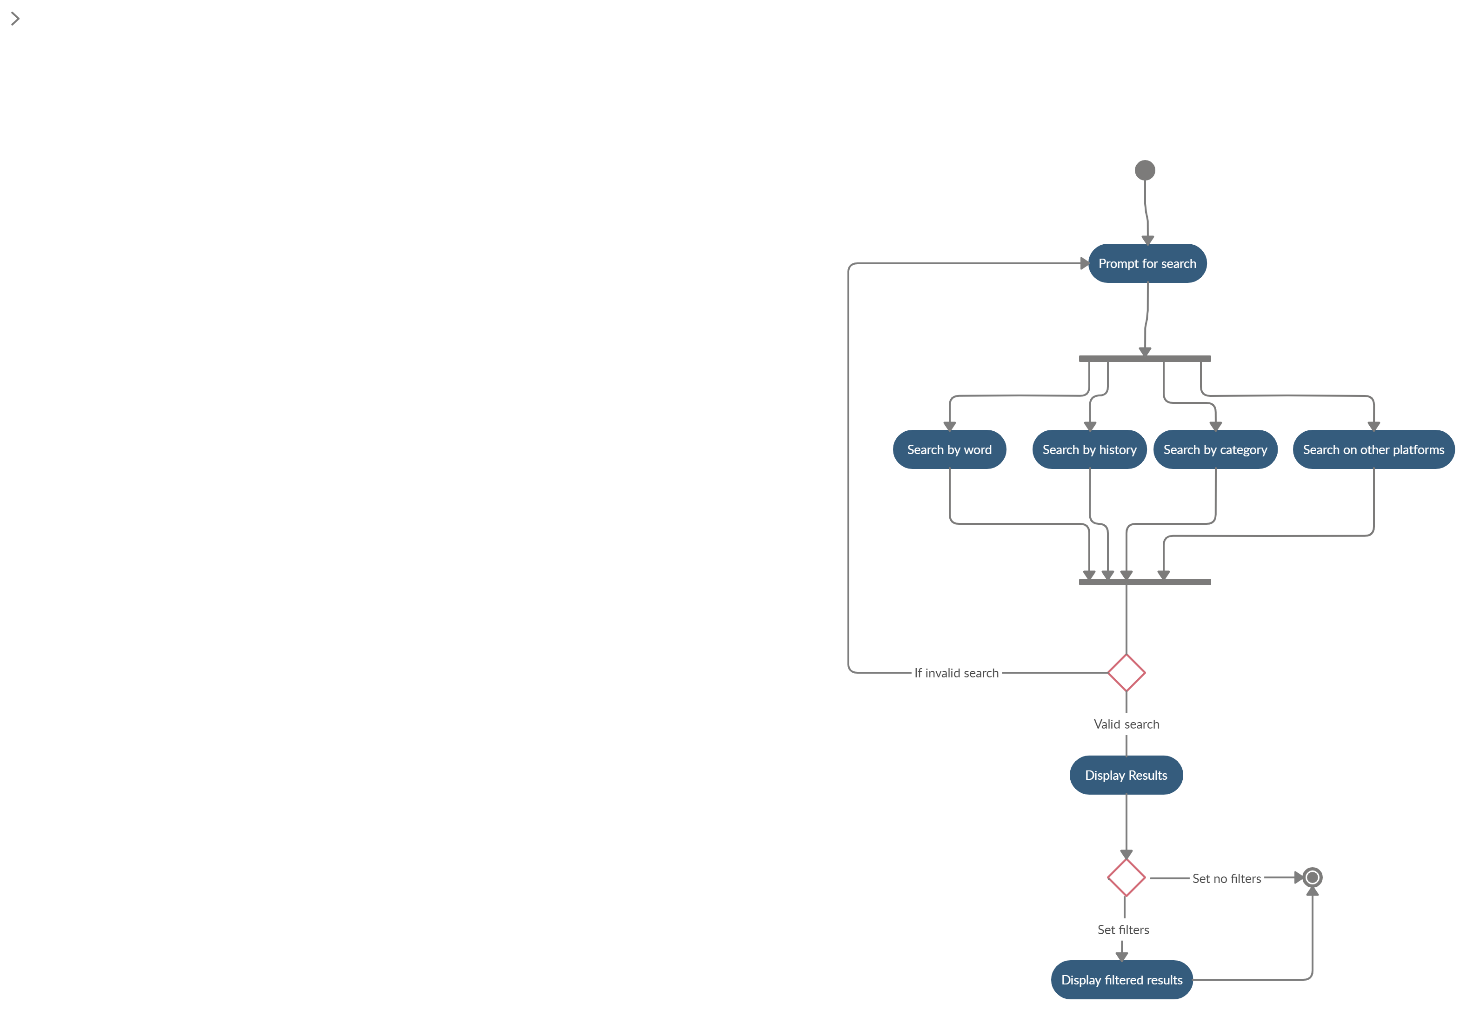 Prompt for search
Search by word
Search by history
Search by category
Search on other platforms
If invalid search
Valid search
Display Results
Set no filters
Set filters
Display filtered results